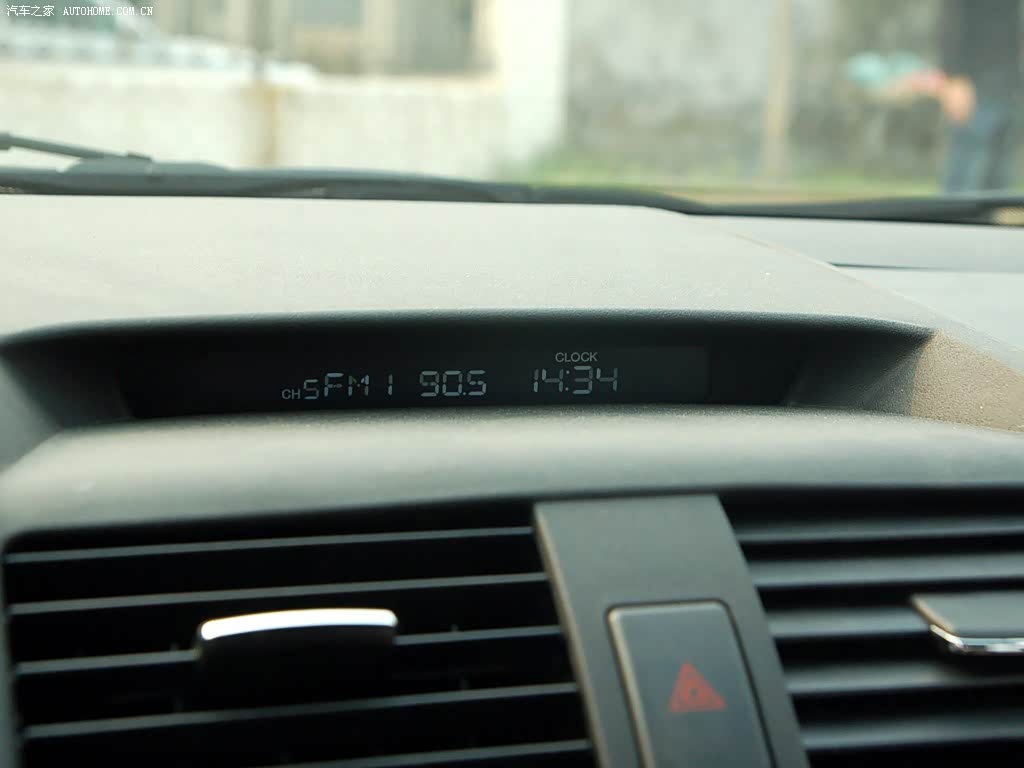 汽车之家 AUTOHOME.COM.CN
CLOCK
CH 5 FM 1 90.5 14:34